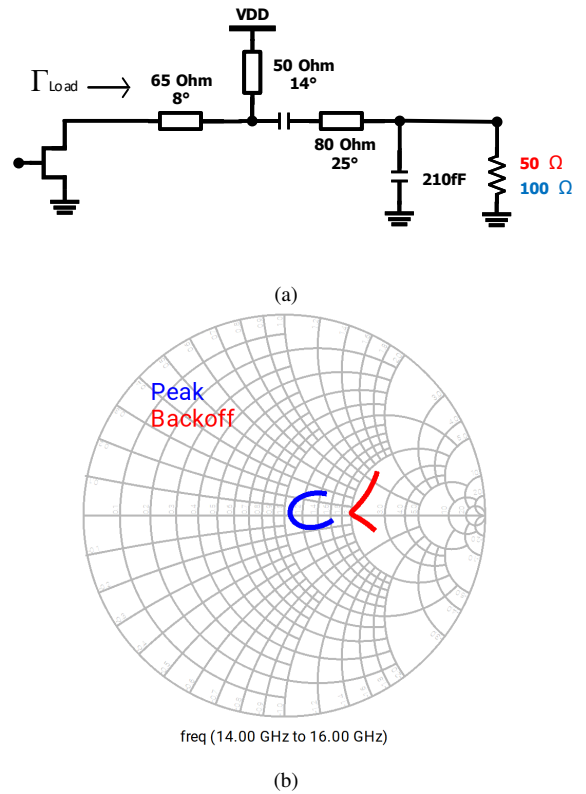 VDD
50 Ohm
14°
65 Ohm
8°
Γ Load
80 Ohm
25°
210fF
50 Ω
100 Ω
(a)
Peak
Backoff
freq (14.00 GHz to 16.00 GHz)
(b)